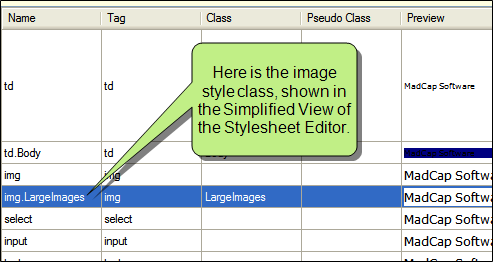 Name Tag Class Pseudo Class Preview
Here is the image
style class, shown in
the Simplified View of
the Stylesheet Editor.
td td MadCap Software
td.Body td
img img MadCap Softwa
img.LargeImages img LargeImages MadCap Softwa
select select MadCap Softwa
input input MadCap Softwa